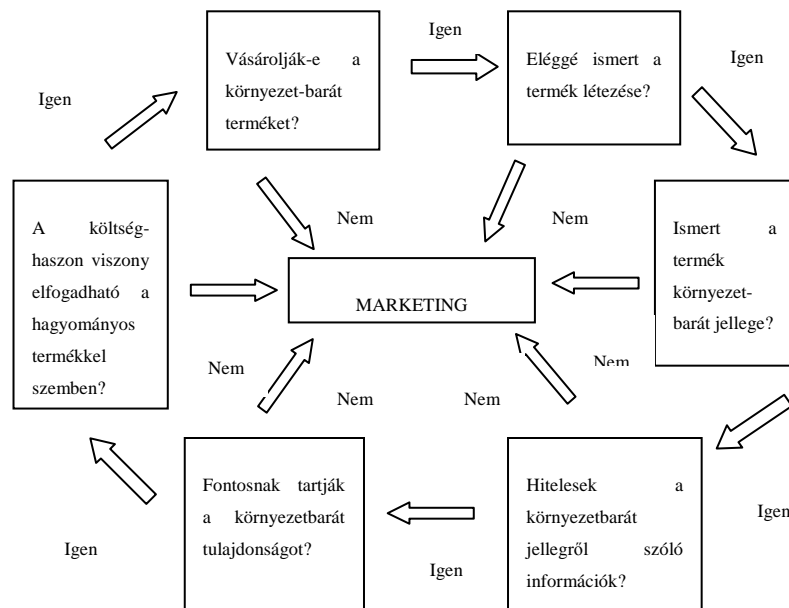 Igen
Vásárolják-e a
környezet-barát
terméket?
Igen
Eléggé ismert a
termék létezése?
Igen
A költség-
haszon viszony
elfogadható a
hagyományos
termékkel
szemben?
Nem
Nem
Ismert a
termék
környezet-
barát jellege?
MARKETING
Nem
Nem
Nem
Nem
Fontosnak tartják
a környezetbarát
tulajdonságot?
Hitelesek a
környezetbarát
jellegről szóló
információk?
Igen
Igen
Igen